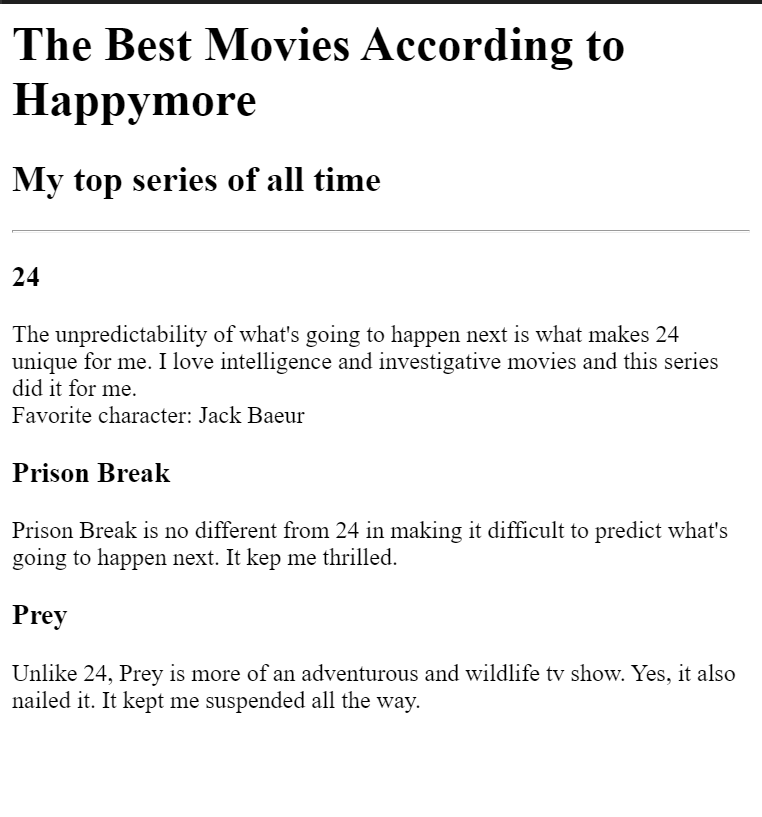 The Best Movies According to
Happymore
My top series of all time
24
The unpredictability of what's going to happen next is what makes 24
unique for me. I love intelligence and investigative movies and this series
did it for me.
Favorite character: Jack Baeur
Prison Break
Prison Break is no different from 24 in making it difficult to predict what's
going to happen next. It kep me thrilled.
Prey
Unlike 24, Prey is more of an adventurous and wildlife tv show. Yes, it also
nailed it. It kept me suspended all the way.